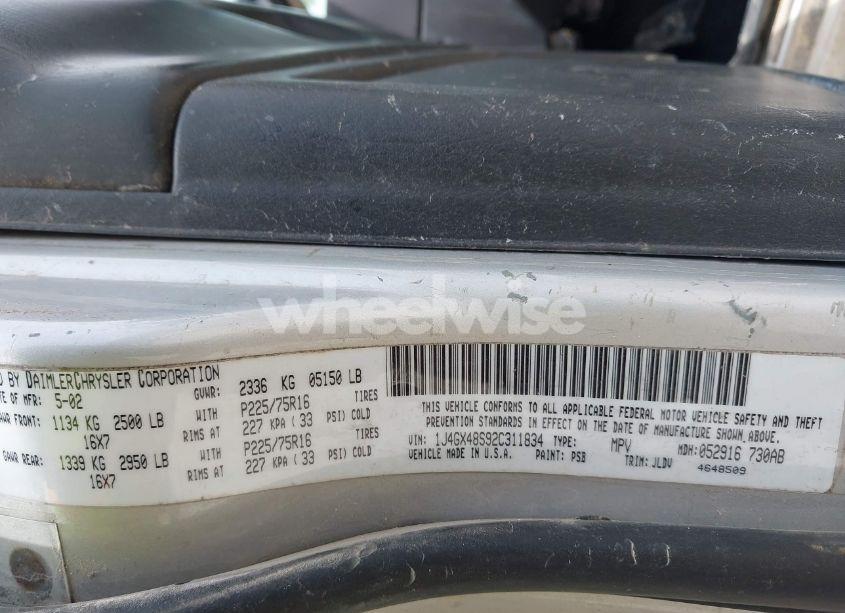 wheelwise
D BY DAIMLERCHRYSLER CORPORATION
ATE OF MFR: 5-02 GVWR: 2336 KG 05150 LB
AWR FRONT: 1134 KG 2500 LB WITH P225/75R16 TIRES
16X7 RIMS AT 227 KPA ( 33 PSI) COLD
GAWR REAR: 1339 KG 2950 LB WITH P225/75R16 TIRES
16X7 RIMS AT 227 KPA ( 33 PSI) COLD
THIS VEHICLE CONFORMS TO ALL APPLICABLE FEDERAL MOTOR VEHICLE SAFETY AND THEFT
PREVENTION STANDARDS IN EFFECT ON THE DATE OF MANUFACTURE SHOWN ABOVE.
VIN: 1J4GX48S92C311834 TYPE: MPV MDH: 052916 730AB
VEHICLE MADE IN U.S.A. PAINT: PSB TRIM: JLDV
4648509